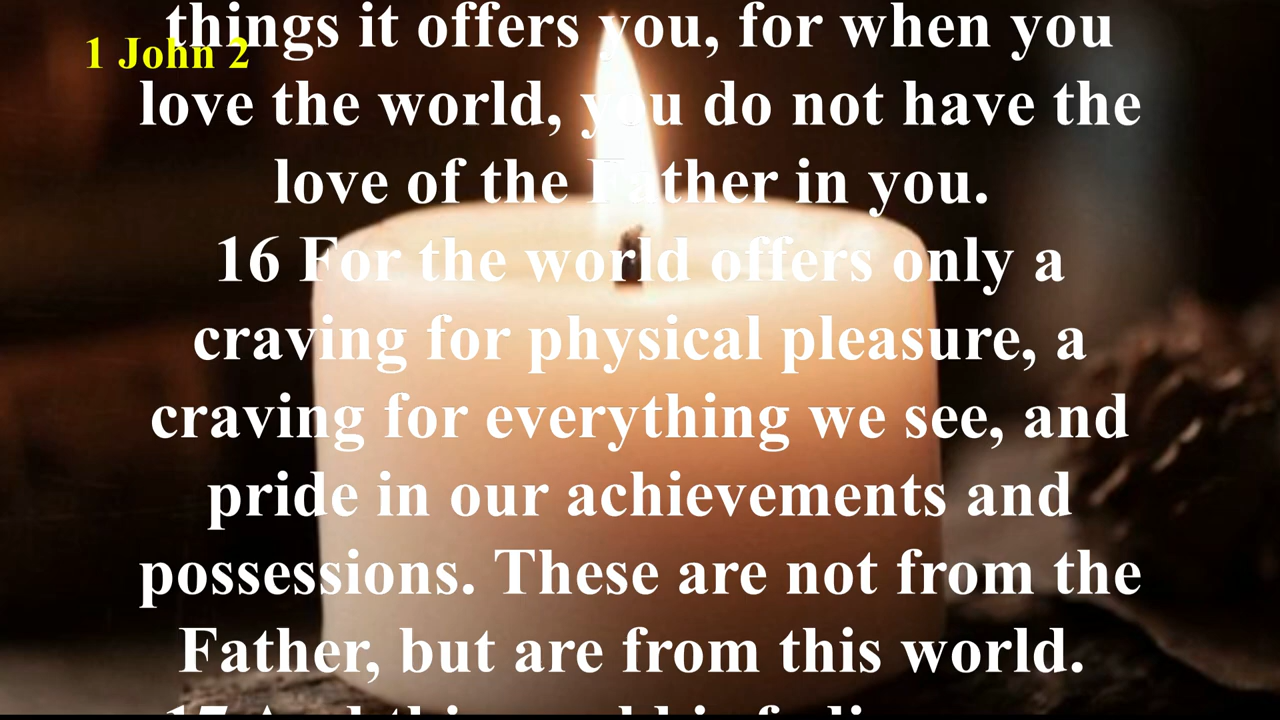 things it offers you, for when you
1 John 2
love the world, you do not have the
love of the Father in you.
16 For the world offers only a
craving for physical pleasure, a
craving for everything we see, and
pride in our achievements and
possessions. These are not from the
Father, but are from this world.